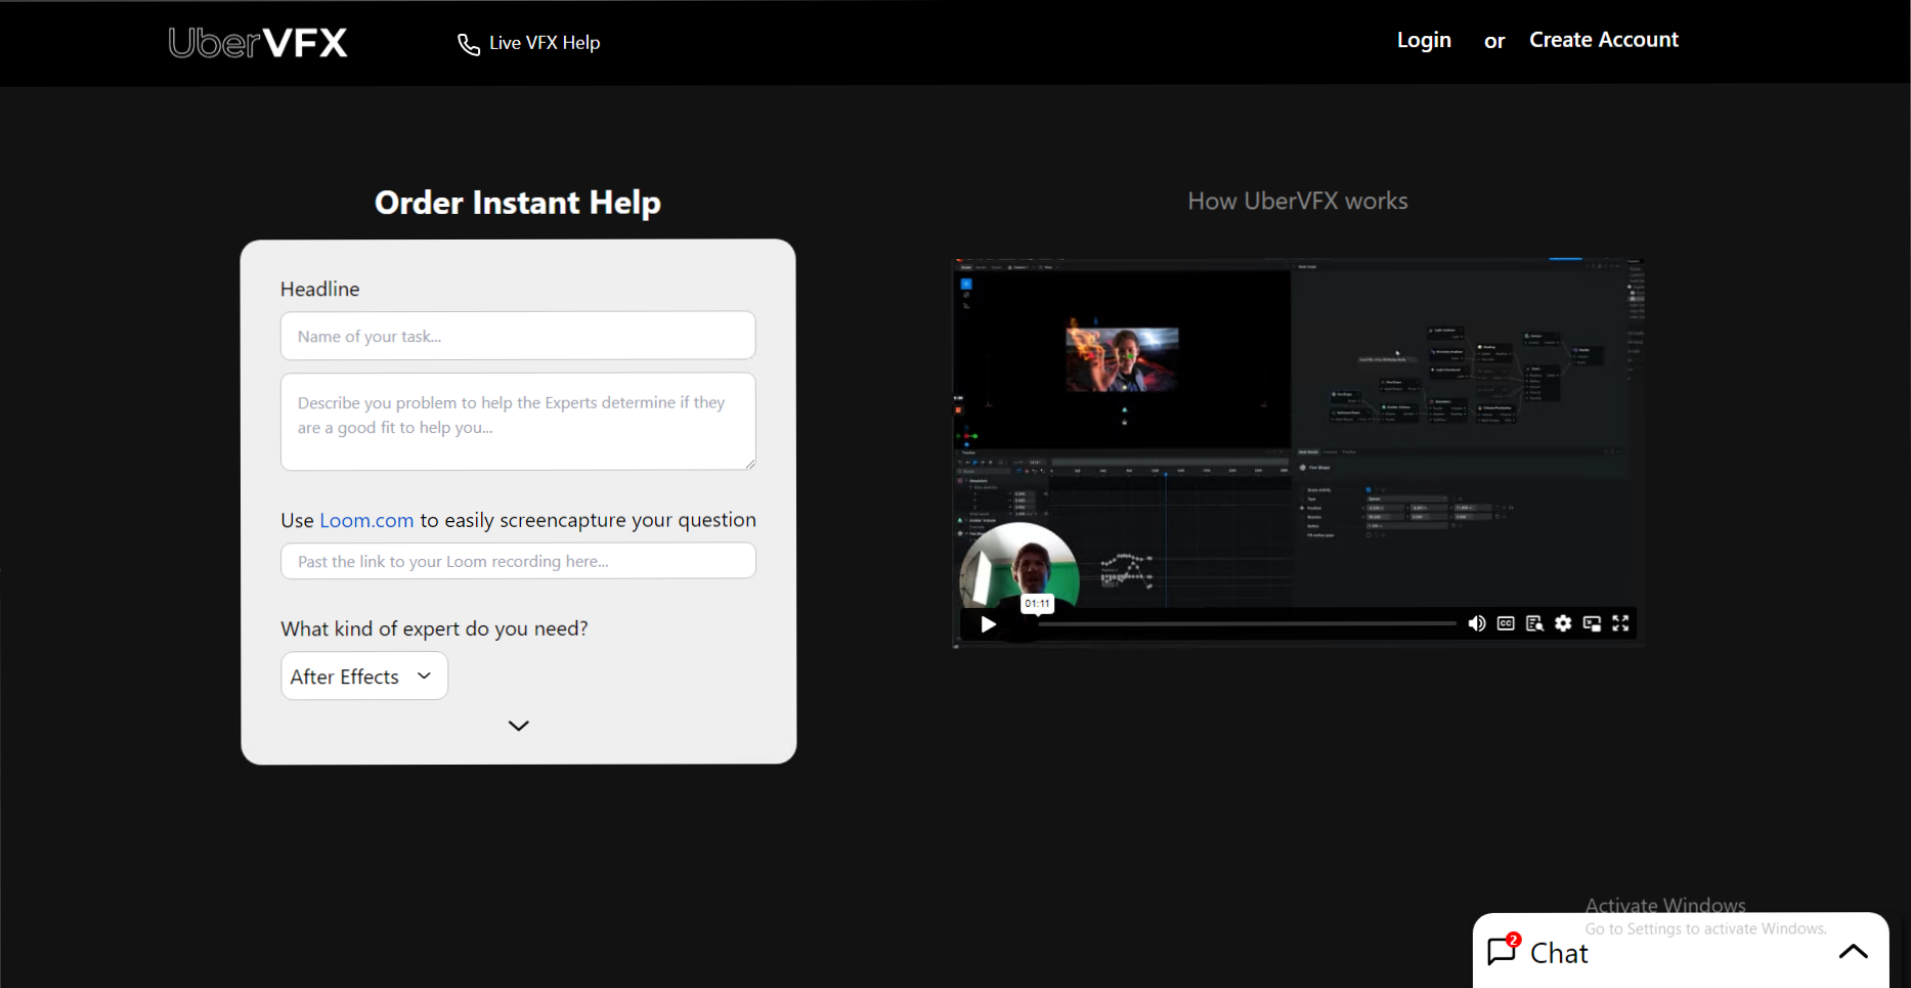 UberVFX
Live VFX Help
Login or Create Account
Order Instant Help
Headline
Name of your task...
Describe you problem to help the Experts determine if they
are a good fit to help you...
Use Loom.com to easily screencapture your question
Past the link to your Loom recording here...
What kind of expert do you need?
After Effects
How UberVFX works
01:11
CC
Activate Windows
Go to Settings to activate Windows.
2
Chat